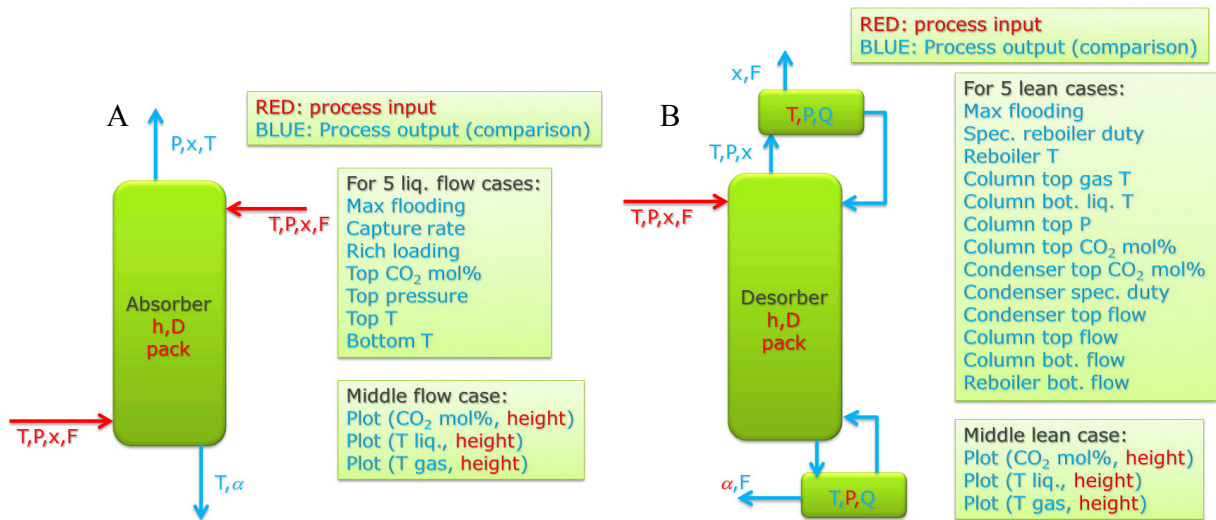 A
RED: process input
BLUE: Process output (comparison)
P,x,T
T,P,x,F
Absorber
h,D
pack
T,P,x,F
T,α
For 5 liq. flow cases:
Max flooding
Capture rate
Rich loading
Top CO₂ mol%
Top pressure
Top T
Bottom T
Middle flow case:
Plot (CO₂ mol%, height)
Plot (T liq., height)
Plot (T gas, height)
B
RED: process input
BLUE: Process output (comparison)
x,F
T,P,Q
T,P,x
T,P,x,F
Desorber
h,D
pack
α,F
T,P,Q
For 5 lean cases:
Max flooding
Spec. reboiler duty
Reboiler T
Column top gas T
Column bot. liq. T
Column top P
Column top CO₂ mol%
Condenser top CO₂ mol%
Condenser spec. duty
Condenser top flow
Column top flow
Column bot. flow
Reboiler bot. flow
Middle lean case:
Plot (CO₂ mol%, height)
Plot (T liq., height)
Plot (T gas, height)